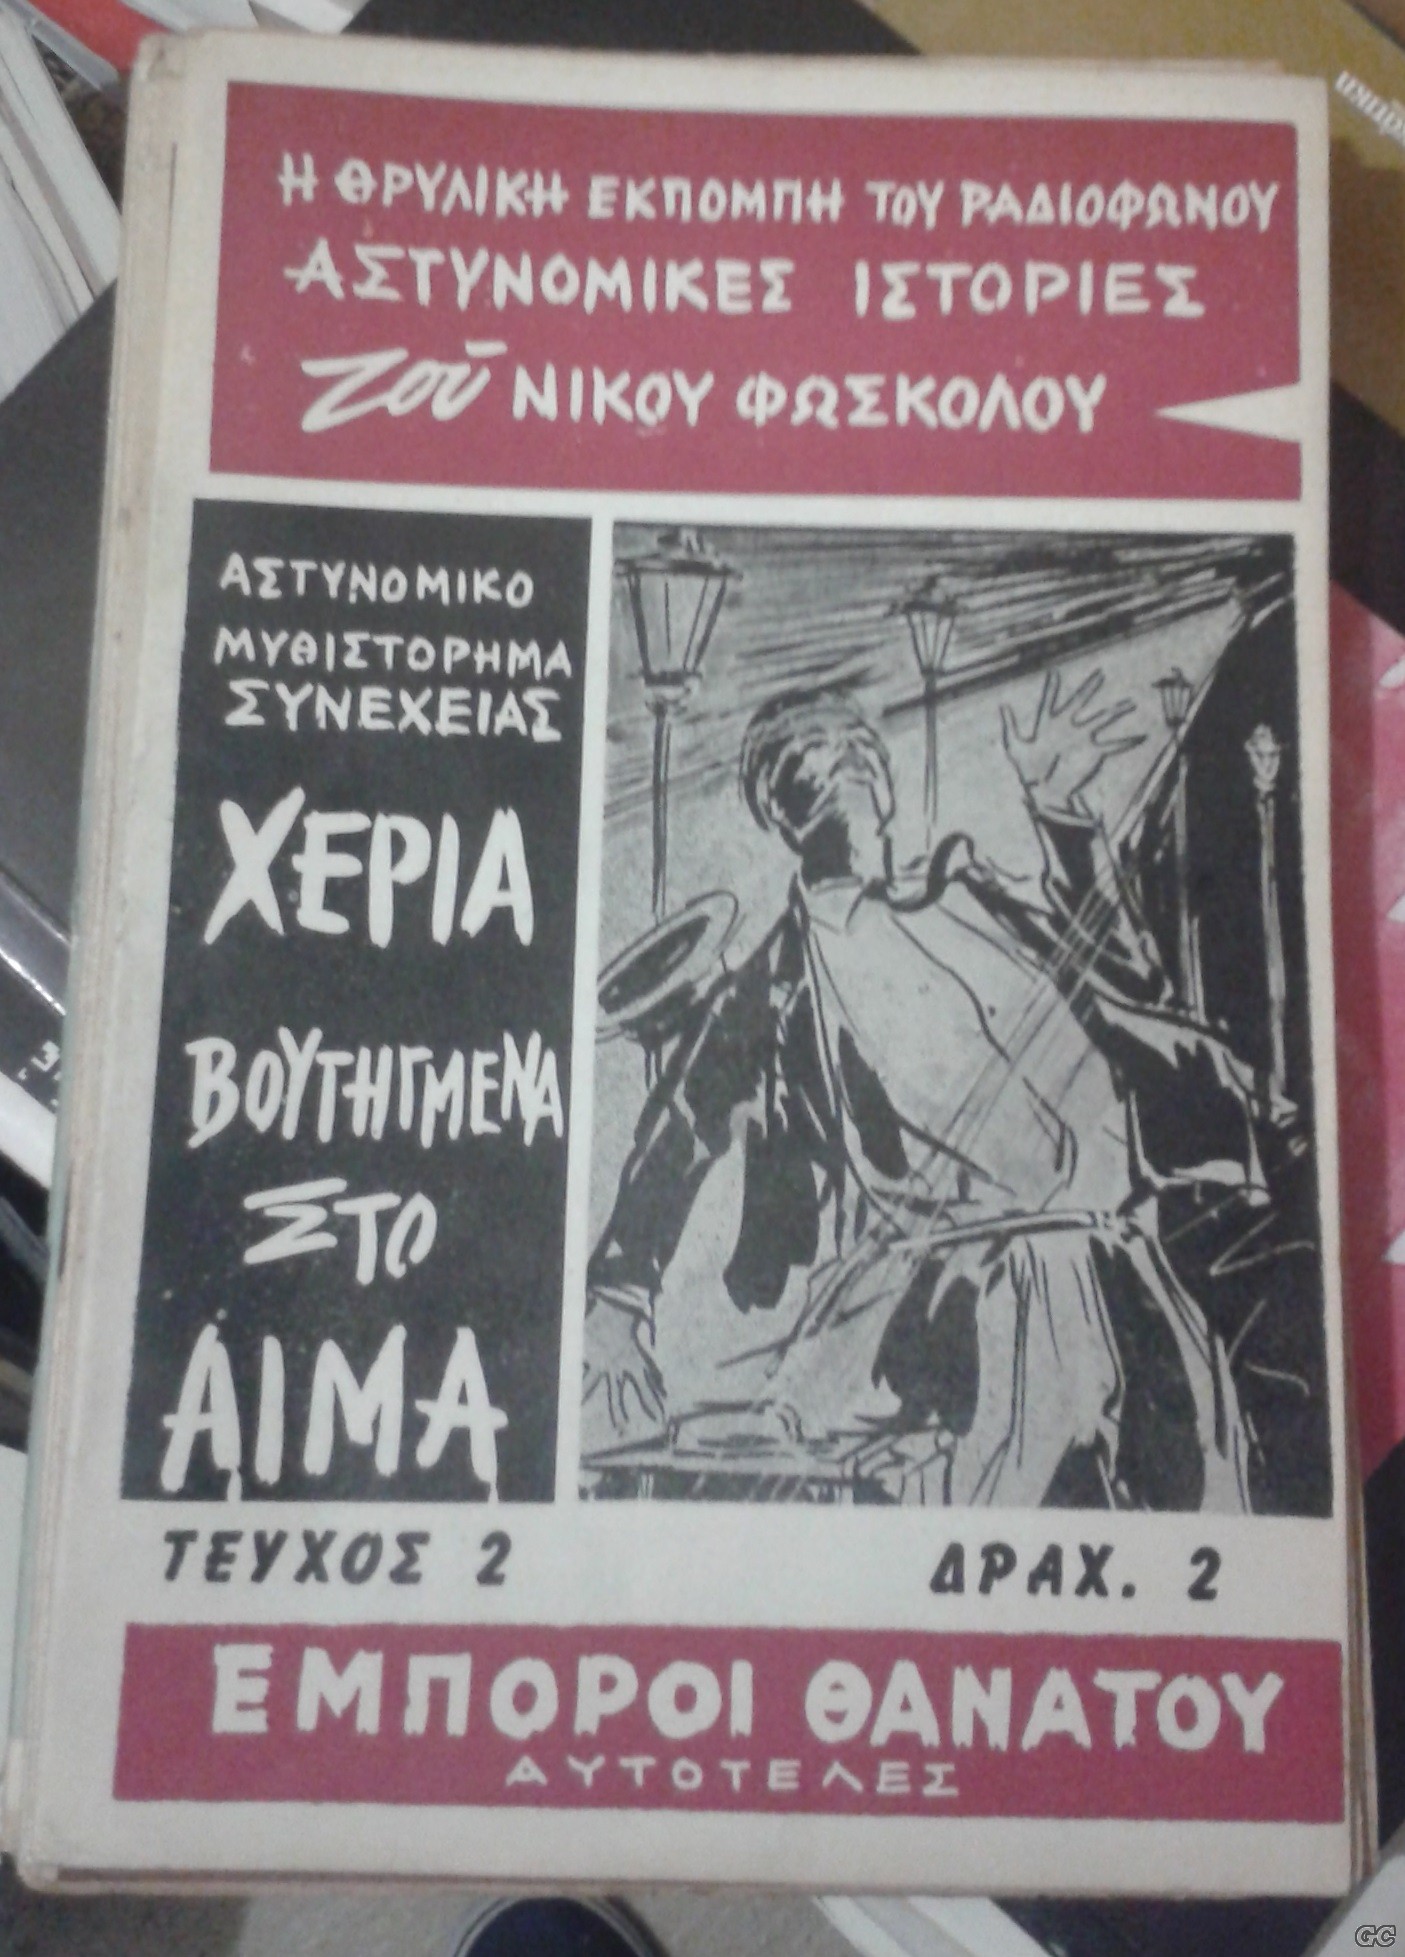 Η ΘΡΥΛΙΚΗ ΕΚΠΟΜΠΗ ΤΟΥ ΡΑΔΙΟΦΩΝΟΥ
ΑΣΤΥΝΟΜΙΚΕΣ ΙΣΤΟΡΙΕΣ
τοῦ ΝΙΚΟΥ ΦΩΣΚΟΛΟΥ
ΑΣΤΥΝΟΜΙΚΟ
ΜΥΘΙΣΤΟΡΗΜΑ
ΣΥΝΕΧΕΙΑΣ
ΧΕΡΙΑ
ΒΟΥΤΗΓΜΕΝΑ
ΣΤΟ
ΑΙΜΑ
ΤΕΥΧΟΣ 2
ΔΡΑΧ. 2
ΕΜΠΟΡΟΙ ΘΑΝΑΤΟΥ
ΑΥΤΟΤΕΛΕΣ
GC